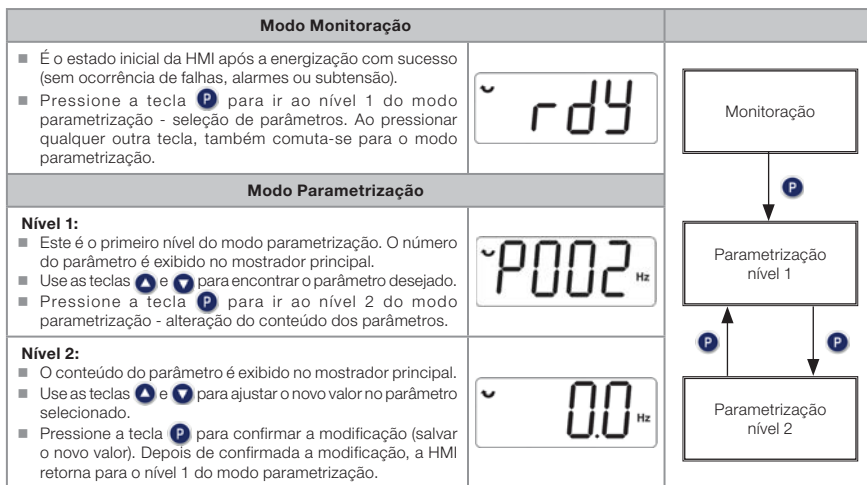 Modo Monitoração
■ É o estado inicial da HMI após a energização com sucesso
(sem ocorrência de falhas, alarmes ou subtensão).
■ Pressione a tecla P para ir ao nível 1 do modo
parametrização - seleção de parâmetros. Ao pressionar
qualquer outra tecla, também comuta-se para o modo
parametrização.
rdy
Modo Parametrização
Nível 1:
■ Este é o primeiro nível do modo parametrização. O número
do parâmetro é exibido no mostrador principal.
■ Use as teclas e para encontrar o parâmetro desejado.
■ Pressione a tecla P para ir ao nível 2 do modo
parametrização - alteração do conteúdo dos parâmetros.
P002 Hz
Nível 2:
■ O conteúdo do parâmetro é exibido no mostrador principal.
■ Use as teclas e para ajustar o novo valor no parâmetro
selecionado.
■ Pressione a tecla P para confirmar a modificação (salvar
o novo valor). Depois de confirmada a modificação, a HMI
retorna para o nível 1 do modo parametrização.
0.0 Hz
Monitoração
P
Parametrização
nível 1
P
P
Parametrização
nível 2